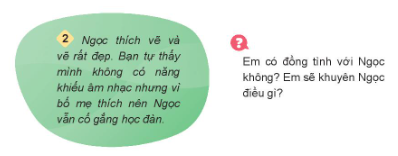 2 Ngọc thích vẽ và
vẽ rất đẹp. Bạn tự thấy
mình không có năng
khiếu âm nhạc nhưng vì
bố mẹ thích nên Ngọc
vẫn cố gắng học đàn.
?
Em có đồng tình với Ngọc
không? Em sẽ khuyên Ngọc
điều gì?